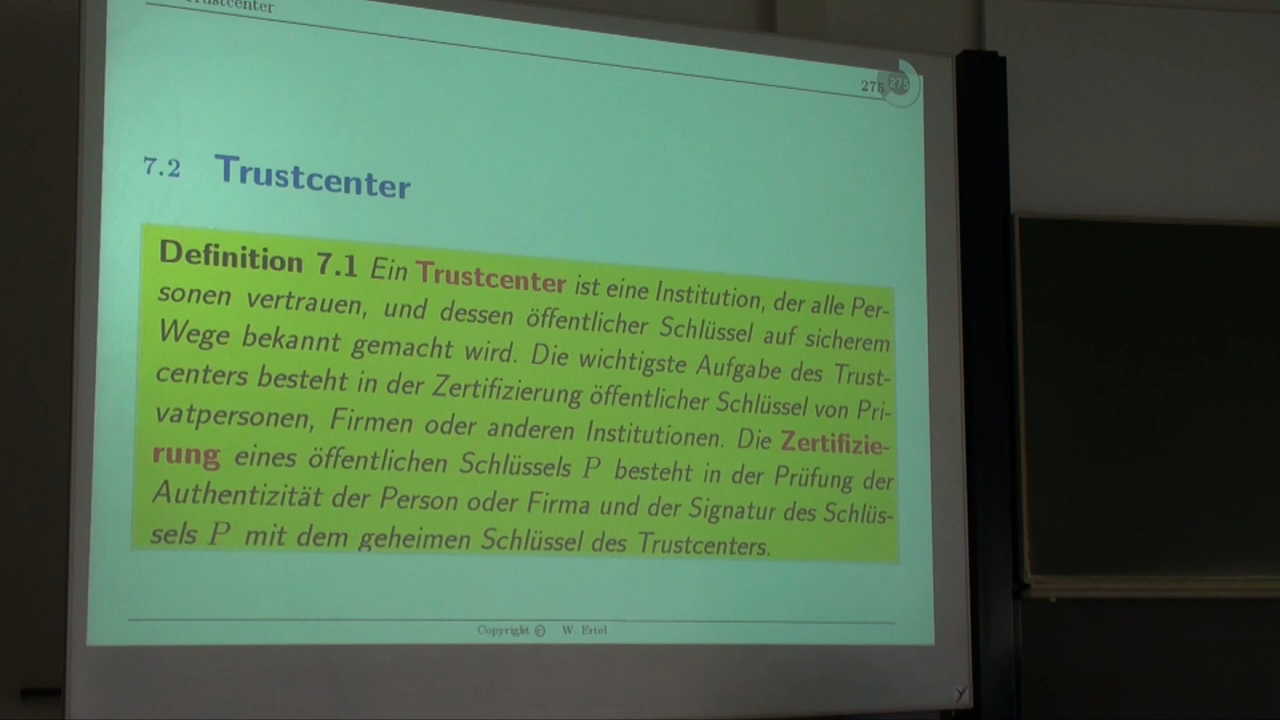 Trustcenter
275 275
7.2 Trustcenter
Definition 7.1 Ein Trustcenter ist eine Institution, der alle Per-
sonen vertrauen, und dessen öffentlicher Schlüssel auf sicherem
Wege bekannt gemacht wird. Die wichtigste Aufgabe des Trust-
centers besteht in der Zertifizierung öffentlicher Schlüssel von Pri-
vatpersonen, Firmen oder anderen Institutionen. Die Zertifizie-
rung eines öffentlichen Schlüssels P besteht in der Prüfung der
Authentizität der Person oder Firma und der Signatur des Schlüs-
sels P mit dem geheimen Schlüssel des Trustcenters.
Copyright © W. Ertel